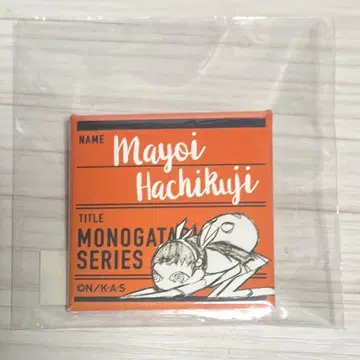 NAME
Mayoi
Hachikuji
TITLE
MONOGATA
SERIES
©N/K·A·S